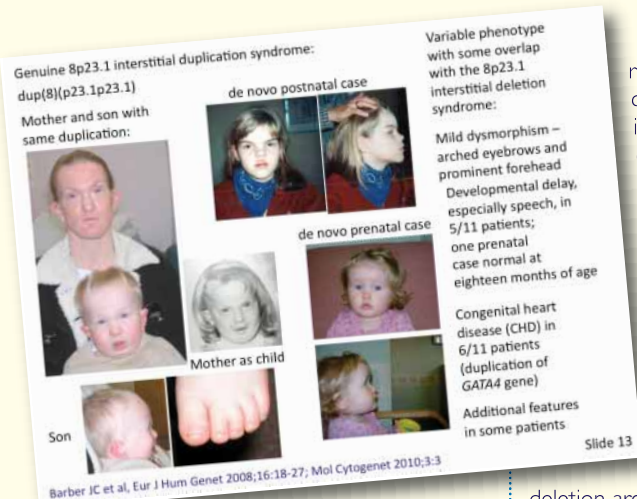 Genuine 8p23.1 interstitial duplication syndrome:
dup(8)(p23.1p23.1)
Mother and son with
same duplication:
de novo postnatal case
de novo prenatal case
Mother as child
Son
Variable phenotype
with some overlap
with the 8p23.1
interstitial deletion
syndrome:
Mild dysmorphism –
arched eyebrows and
prominent forehead
Developmental delay,
especially speech, in
5/11 patients;
one prenatal
case normal at
eighteen months of age
Congenital heart
disease (CHD) in
6/11 patients
(duplication of
GATA4 gene)
Additional features
in some patients
Slide 13
Barber JC et al, Eur J Hum Genet 2008;16:18-27; Mol Cytogenet 2010;3:3